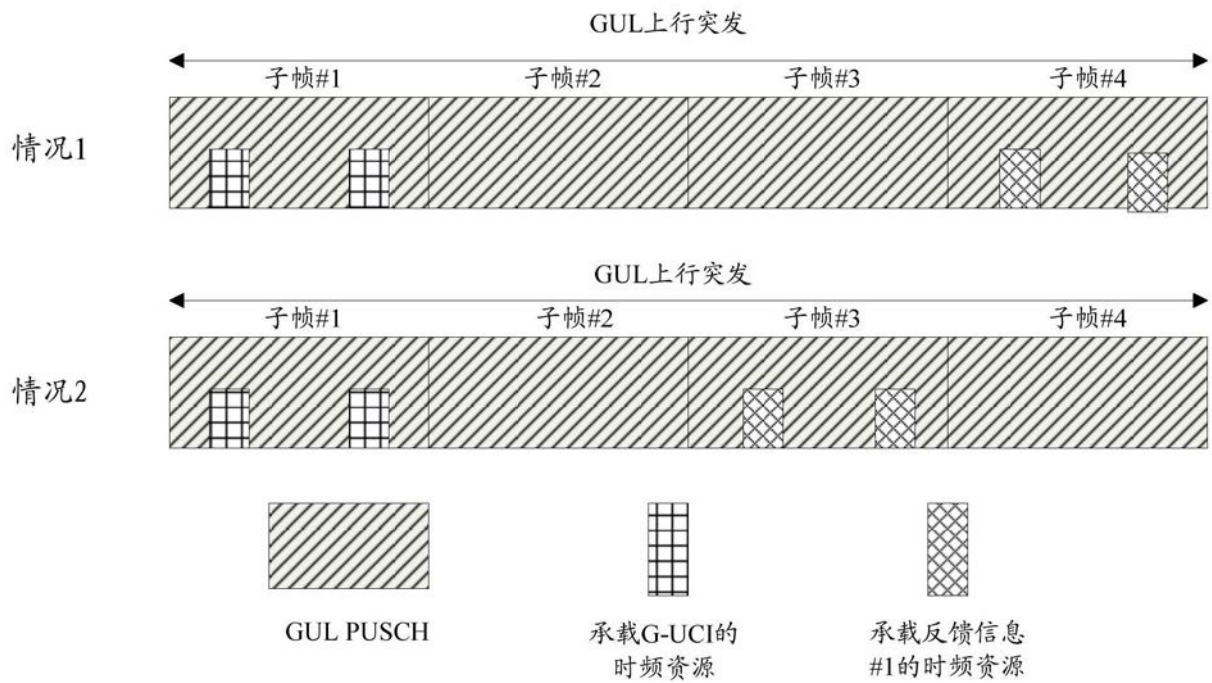 GUL上行突发
子帧#1 子帧#2 子帧#3 子帧#4
情况1
GUL上行突发
子帧#1 子帧#2 子帧#3 子帧#4
情况2
GUL PUSCH
承载G-UCI的
时频资源
承载反馈信息
#1的时频资源